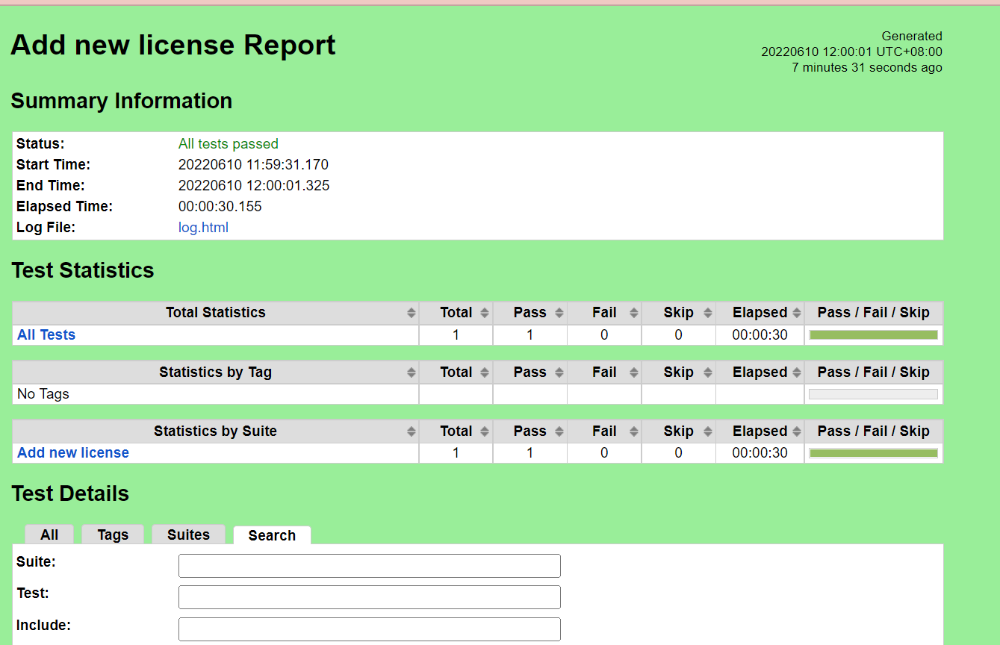 Add new license Report
Generated
20220610 12:00:01 UTC+08:00
7 minutes 31 seconds ago
Summary Information
Status: All tests passed
Start Time: 20220610 11:59:31.170
End Time: 20220610 12:00:01.325
Elapsed Time: 00:00:30.155
Log File: log.html
Test Statistics
Total Statistics Total Pass Fail Skip Elapsed Pass / Fail / Skip
All Tests 1 1 0 0 00:00:30
Statistics by Tag Total Pass Fail Skip Elapsed Pass / Fail / Skip
No Tags
Statistics by Suite Total Pass Fail Skip Elapsed Pass / Fail / Skip
Add new license 1 1 0 0 00:00:30
Test Details
All Tags Suites Search
Suite:
Test:
Include: